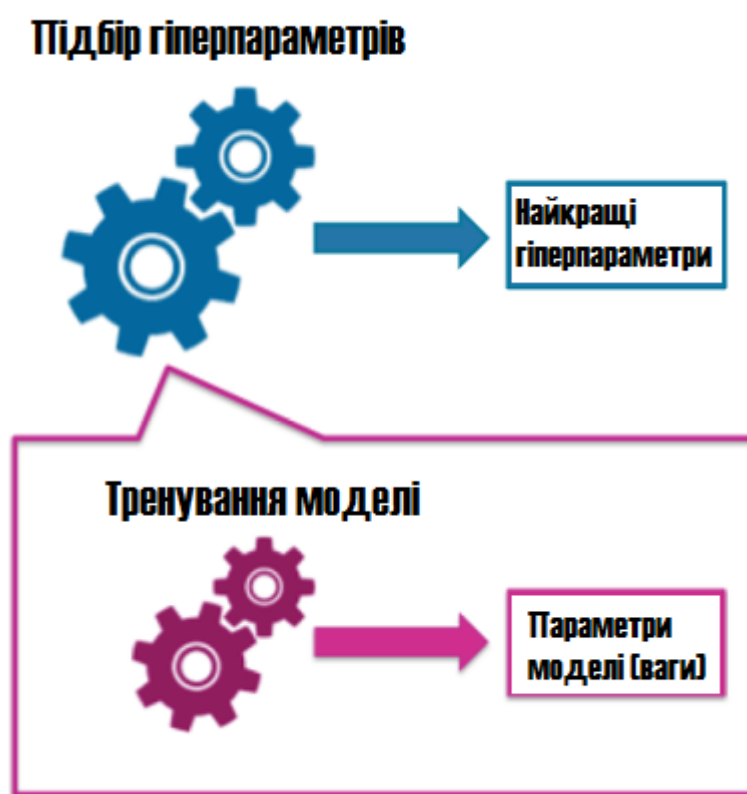 Підбір гіперпараметрів
Найкращі
гіперпараметри
Тренування моделі
Параметри
моделі (ваги)